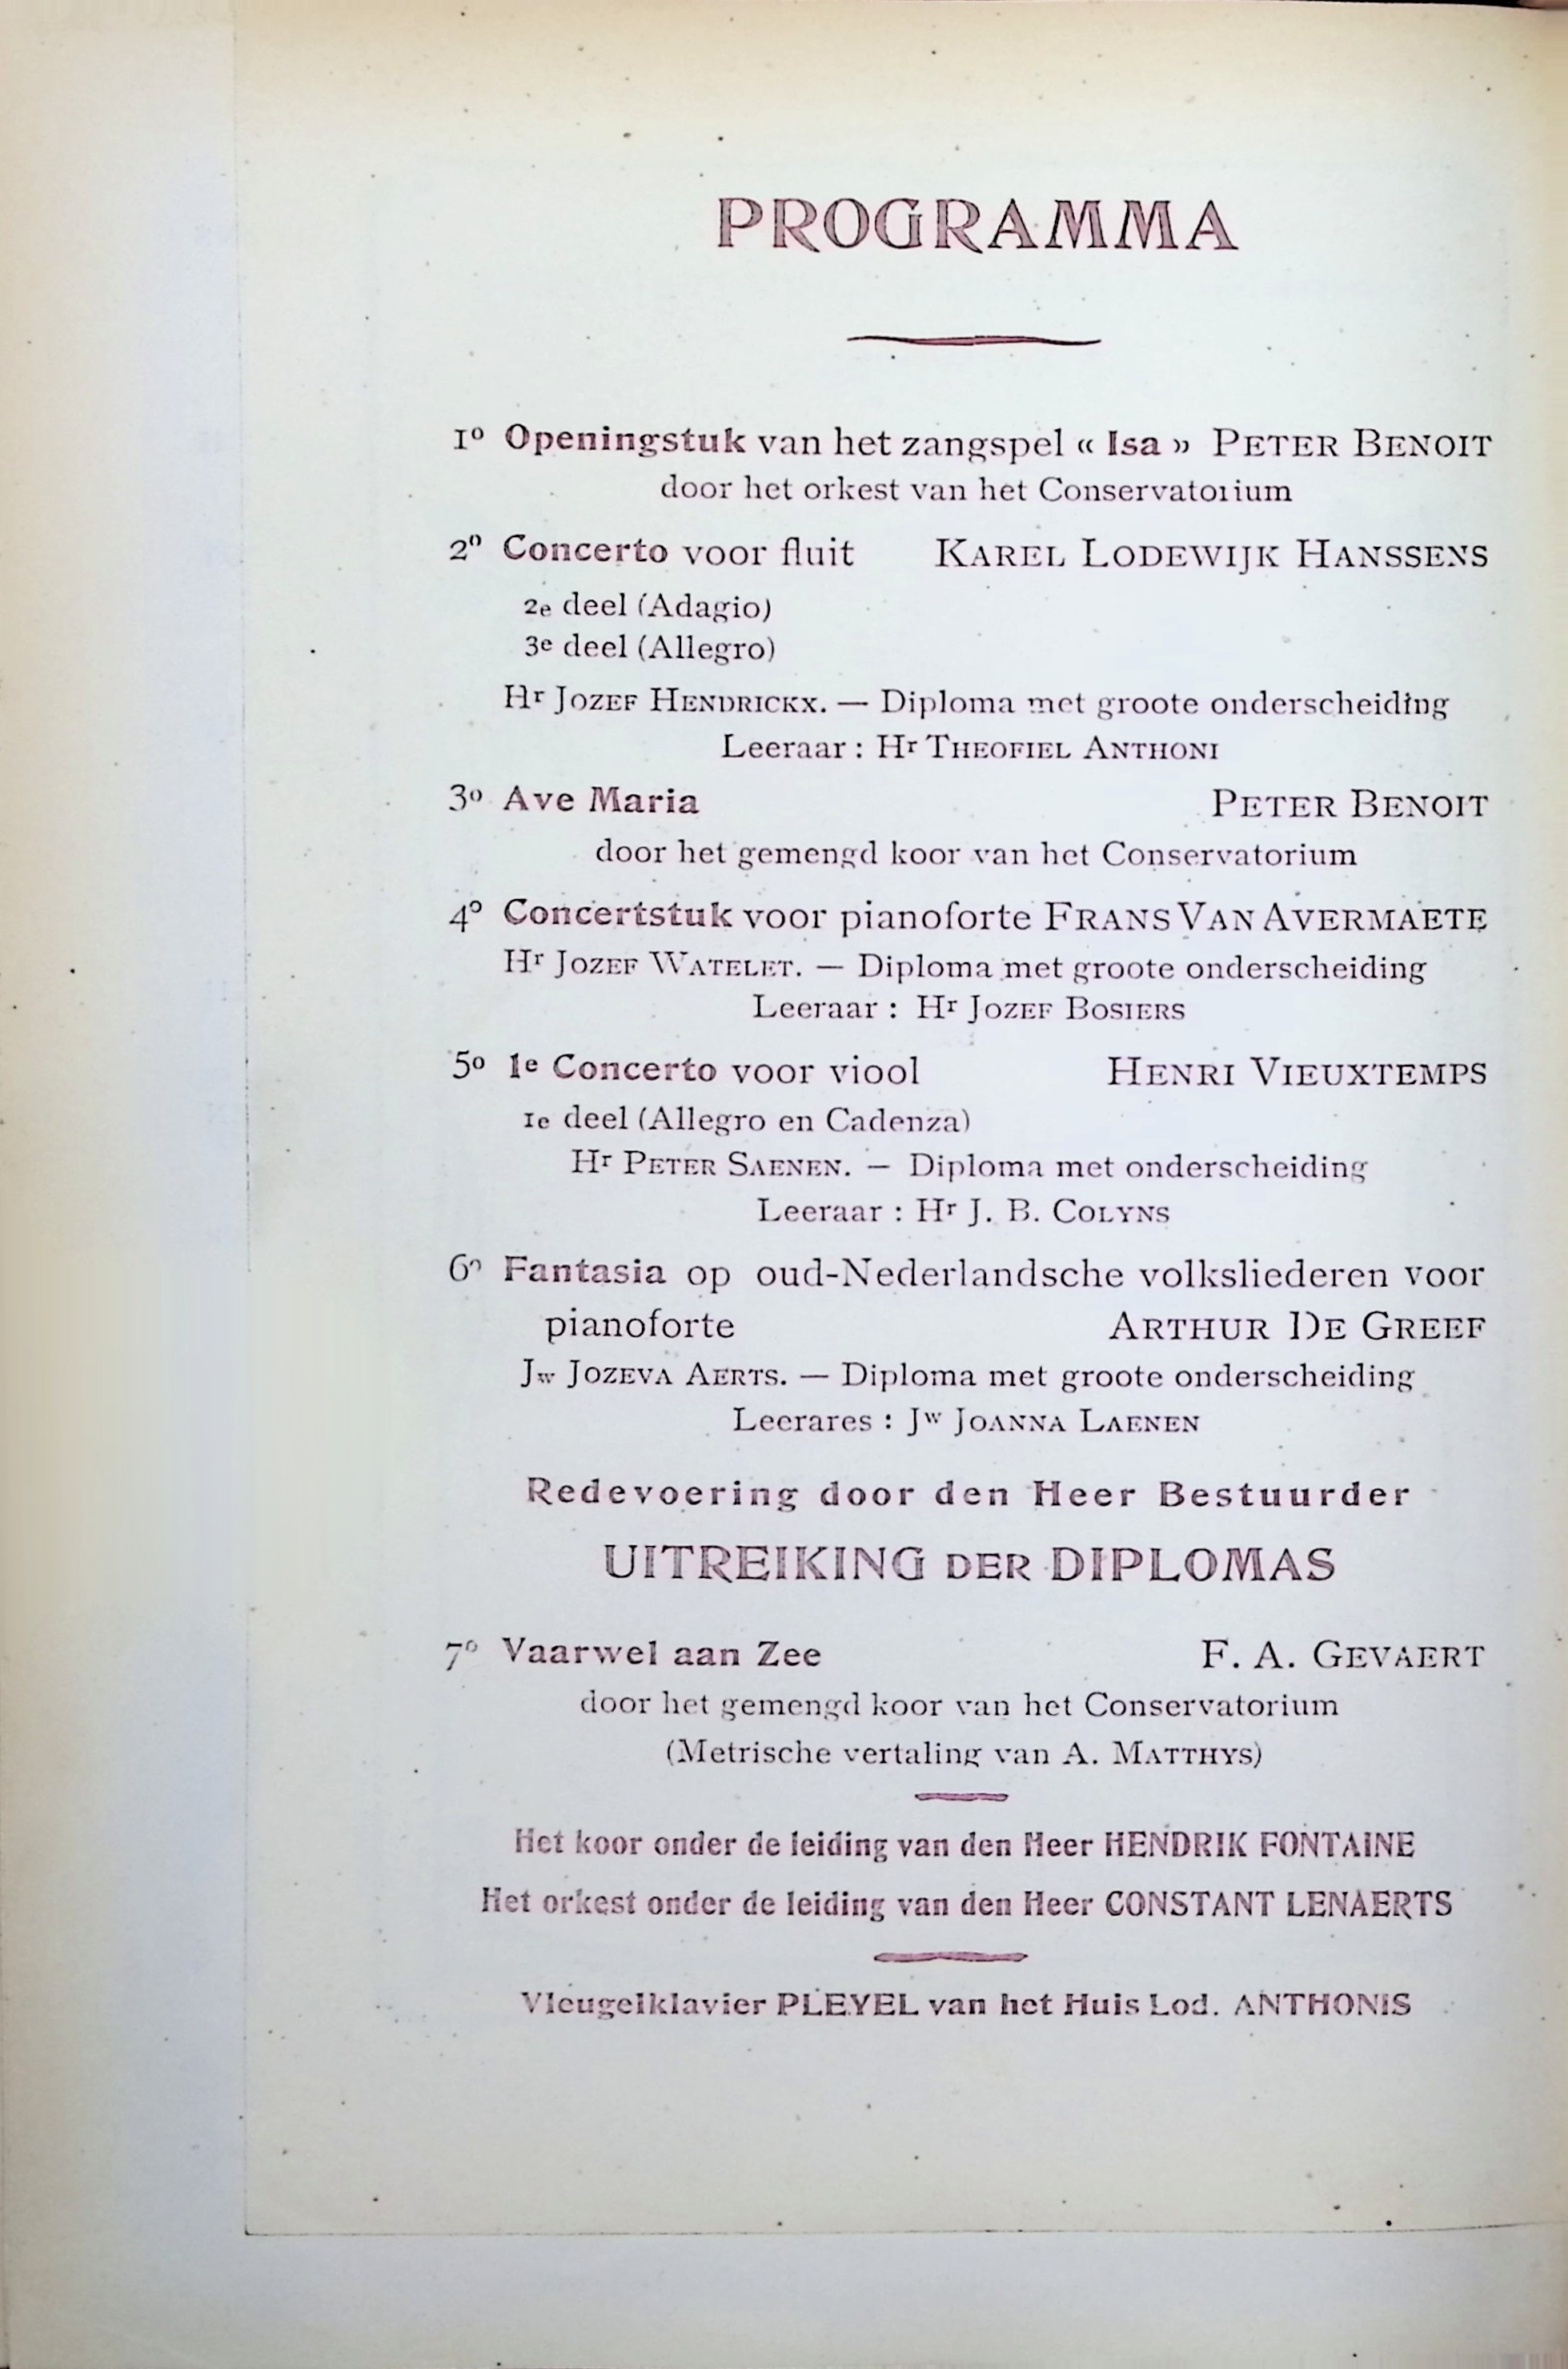 PROGRAMMA
1º Openingstuk van het zangspel « Isa » PETER BENOIT
door het orkest van het Conservatorium
2º Concerto voor fluit KAREL LODEWIJK HANSSENS
2e deel (Adagio)
3e deel (Allegro)
Hr JOZEF HENDRICKX. — Diploma met groote onderscheiding
Leeraar : Hr THEOFIEL ANTHONI
3º Ave Maria PETER BENOIT
door het gemengd koor van het Conservatorium
4º Concertstuk voor pianoforte FRANS VAN AVERMAETE
Hr JOZEF WATELET. — Diploma met groote onderscheiding
Leeraar : Hr JOZEF BOSIERS
5º 1e Concerto voor viool HENRI VIEUXTEMPS
1e deel (Allegro en Cadenza)
Hr PETER SAENEN. — Diploma met onderscheiding
Leeraar : Hr J. B. COLYNS
6º Fantasia op oud-Nederlandsche volksliederen voor
pianoforte ARTHUR DE GREEF
Jw JOZEVA AERTS. — Diploma met groote onderscheiding
Leerares : Jw JOANNA LAENEN
Redevoering door den Heer Bestuurder
UITREIKING DER DIPLOMAS
7º Vaarwel aan Zee F. A. GEVAERT
door het gemengd koor van het Conservatorium
(Metrische vertaling van A. MATTHYS)
Het koor onder de leiding van den Heer HENDRIK FONTAINE
Het orkest onder de leiding van den Heer CONSTANT LENAERTS
Vleugelklavier PLEYEL van het Huis Lod. ANTHONIS